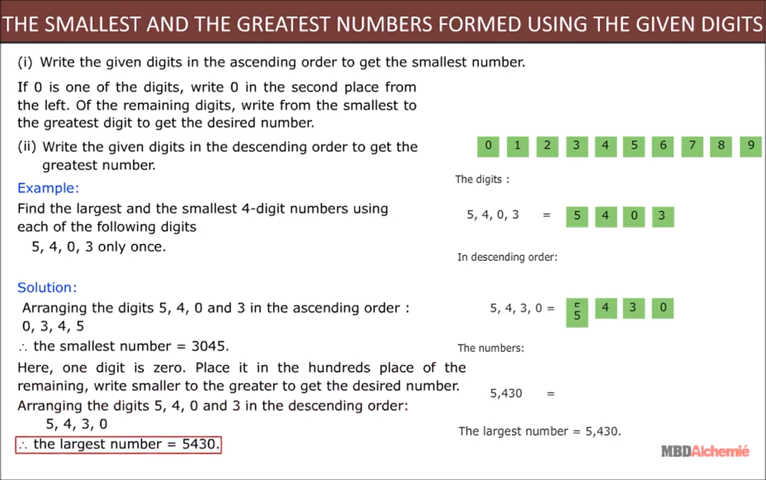 THE SMALLEST AND THE GREATEST NUMBERS FORMED USING THE GIVEN DIGITS
(i) Write the given digits in the ascending order to get the smallest number.
If 0 is one of the digits, write 0 in the second place from
the left. Of the remaining digits, write from the smallest to
the greatest digit to get the desired number.
(ii) Write the given digits in the descending order to get the
greatest number.
Example:
Find the largest and the smallest 4-digit numbers using
each of the following digits
5, 4, 0, 3 only once.
Solution:
Arranging the digits 5, 4, 0 and 3 in the ascending order :
0, 3, 4, 5
∴ the smallest number = 3045.
Here, one digit is zero. Place it in the hundreds place of the
remaining, write smaller to the greater to get the desired number.
Arranging the digits 5, 4, 0 and 3 in the descending order:
5, 4, 3, 0
∴ the largest number = 5430.
0 1 2 3 4 5 6 7 8 9
The digits :
5, 4, 0, 3 = 5 4 0 3
In descending order:
5, 4, 3, 0 = 5 4 3 0
The numbers:
5,430 =
The largest number = 5,430.
MBDAlchemié